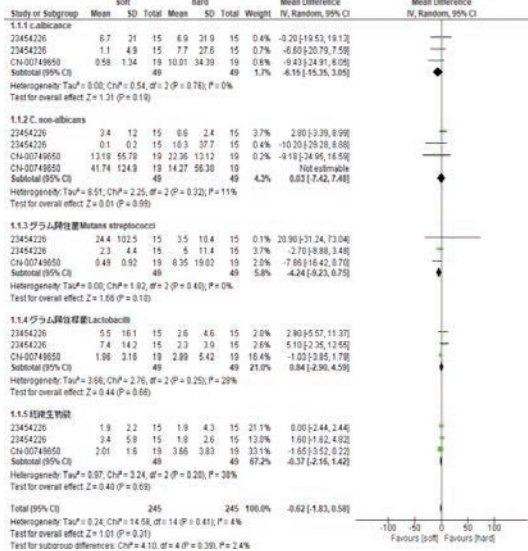 soft hard Mean Difference Mean Difference
Study or Subgroup Mean SD Total Mean SD Total Weight IV, Random, 95% CI IV, Random, 95% CI
1.1.1 c.albicance
23454226 6.7 21 15 6.9 31.9 15 0.4% -0.20 [-19.53, 19.13]
23454226 1.1 4.9 15 7.7 27.6 15 -6.60 [-20.79, 7.59]
CN-00749650 0.58 1.34 19 10.01 34.39 19 -9.43 [-24.91, 6.05]
Subtotal (95% CI) 49 49 1.7% -6.15 [-15.35, 3.05]
Heterogeneity: Tau² = 0.00; Chi² = 0.54, df = 2 (P = 0.76); I² = 0%
Test for overall effect: Z = 1.31 (P = 0.19)
1.1.2 C. non-albicans
23454226 3.4 12 15 0.6 2.4 15 3.7% 2.80 [-3.39, 8.99]
23454226 0.1 0.2 15 10.3 37.7 15 -10.20 [-29.28, 8.88]
CN-00749650 13.18 55.78 19 22.36 13.12 19 0.2% -9.18 [-34.95, 16.59]
CN-00749650 41.74 124.9 19 14.27 56.38 19 Not estimable
Subtotal (95% CI) 49 49 4.3% 0.03 [-7.42, 7.48]
Heterogeneity: Tau² = 8.51; Chi² = 2.25, df = 2 (P = 0.32); I² = 11%
Test for overall effect: Z = 0.01 (P = 0.99)
1.1.3 グラム陽性菌Mutans streptococci
23454226 24.4 102.5 15 3.5 10.4 15 0.1% 20.90 [-31.24, 73.04]
23454226 2.3 4.4 15 5 11.4 15 -2.70 [-8.88, 3.48]
CN-00749650 0.49 0.92 19 8.35 19.02 19 -7.86 [-16.42, 0.70]
Subtotal (95% CI) 49 49 5.8% -4.24 [-9.23, 0.75]
Heterogeneity: Tau² = 0.00; Chi² = 1.82, df = 2 (P = 0.40); I² = 0%
Test for overall effect: Z = 1.66 (P = 0.10)
1.1.4 グラム陽性桿菌Lactobacilli
23454226 5.5 16.1 15 2.6 4.6 15 2.0% 2.90 [-5.57, 11.37]
23454226 7.4 14.2 15 2.3 3.9 15 5.10 [-2.35, 12.55]
CN-00749650 1.96 3.16 19 2.99 5.42 19 16.4% -1.03 [-3.85, 1.79]
Subtotal (95% CI) 49 49 21.0% 0.84 [-2.90, 4.59]
Heterogeneity: Tau² = 3.66; Chi² = 2.76, df = 2 (P = 0.25); I² = 28%
Test for overall effect: Z = 0.44 (P = 0.66)
1.1.5 総微生物数
23454226 1.9 2.2 15 1.9 4.3 15 21.1% 0.00 [-2.44, 2.44]
23454226 3.4 5.8 15 1.8 2.6 15 13.0% 1.60 [-1.62, 4.82]
CN-00749650 2.01 1.6 19 3.66 3.83 19 33.1% -1.65 [-3.52, 0.22]
Subtotal (95% CI) 49 49 67.2% -0.37 [-2.16, 1.42]
Heterogeneity: Tau² = 0.97; Chi² = 3.24, df = 2 (P = 0.20); I² = 38%
Test for overall effect: Z = 0.40 (P = 0.69)
Total (95% CI) 245 245 100.0% -0.62 [-1.83, 0.58]
Heterogeneity: Tau² = 0.24; Chi² = 14.58, df = 14 (P = 0.41); I² = 4%
Test for overall effect: Z = 1.01 (P = 0.31)
Test for subgroup differences: Chi² = 4.10, df = 4 (P = 0.39), I² = 2.4%
-100 -50 0 50 100
Favours [soft] Favours [hard]